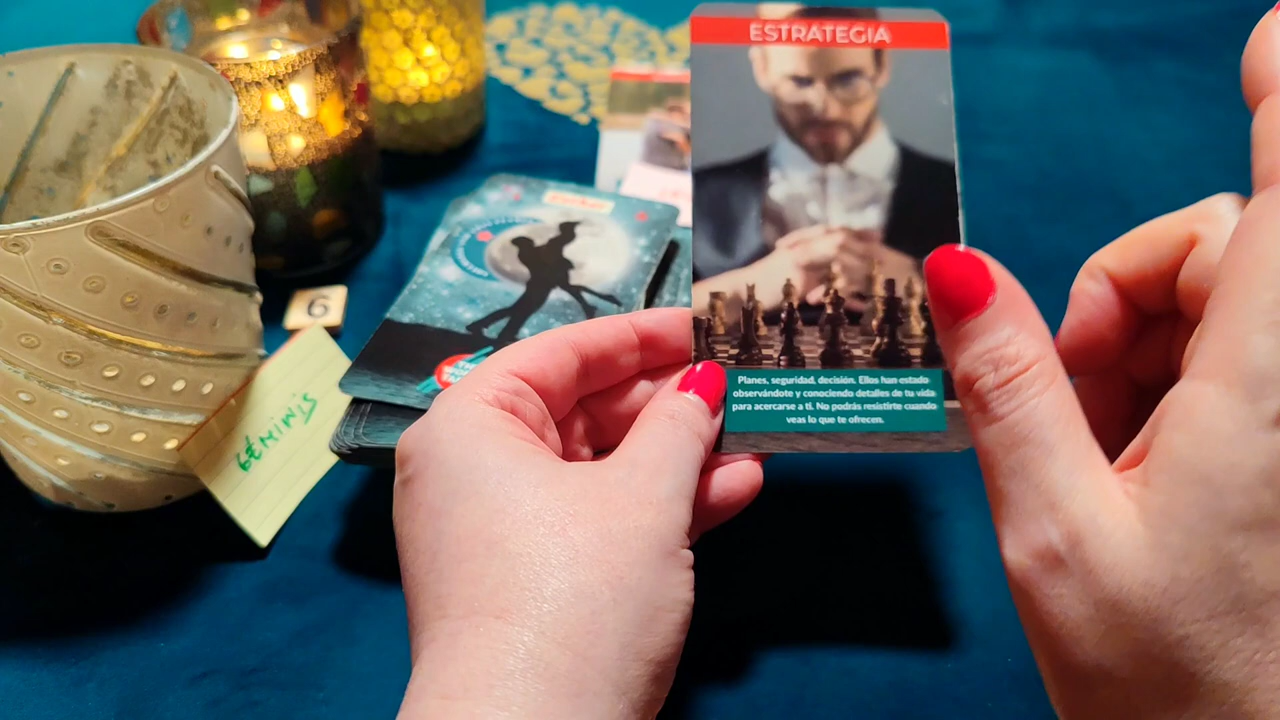 ESTRATEGIA
Planes, seguridad, decisión. Ellos han estado
observándote y conociendo detalles de tu vida
para acercarse a ti. No podrás resistirte cuando
veas lo que te ofrecen.
6
GÉMINIS